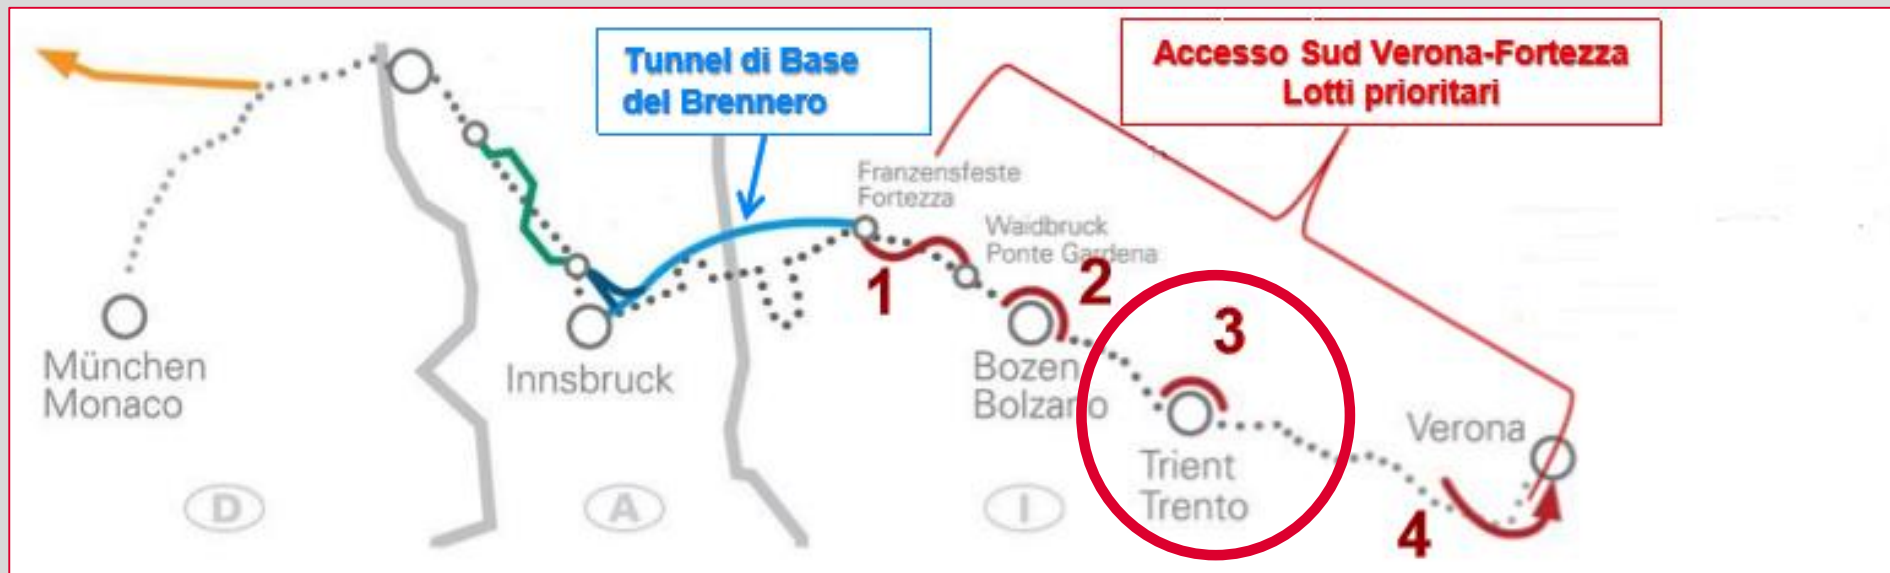 Tunnel di Base
del Brennero
Accesso Sud Verona-Fortezza
Lotti prioritari
Franzensfeste
Fortezza
Waidbruck
Ponte Gardena
1
2
3
4
München
Monaco
Innsbruck
Bozen
Bolzano
Trient
Trento
Verona
D
A
I